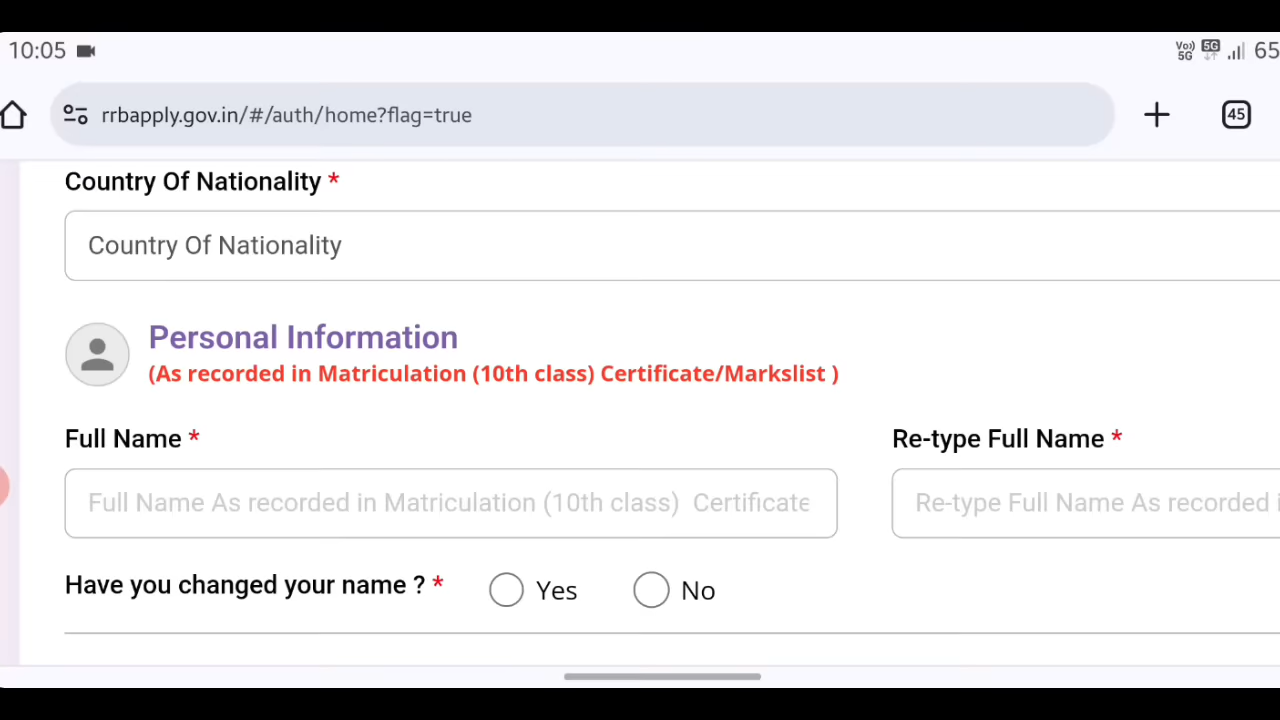 10:05
Vo) 5G 5G 65
rrbapply.gov.in/#/auth/home?flag=true
45
Country Of Nationality *
Country Of Nationality
Personal Information
(As recorded in Matriculation (10th class) Certificate/Markslist )
Full Name *
Re-type Full Name *
Full Name As recorded in Matriculation (10th class) Certificate
Re-type Full Name As recorded
Have you changed your name ? * Yes No